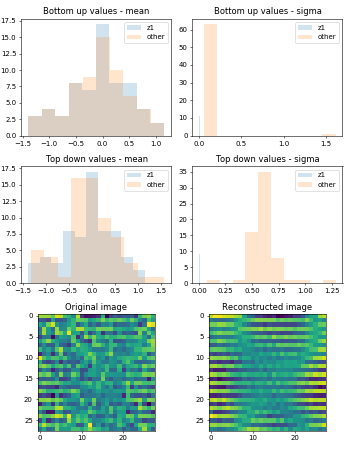 Bottom up values - mean
Bottom up values - sigma
17.5
15.0
12.5
10.0
7.5
5.0
2.5
0.0
z1
other
−1.5 −1.0 −0.5 0.0 0.5 1.0
60
50
40
30
20
10
0
z1
other
0.0 0.5 1.0 1.5
Top down values - mean
Top down values - sigma
17.5
15.0
12.5
10.0
7.5
5.0
2.5
0.0
z1
other
−1.5 −1.0 −0.5 0.0 0.5 1.0 1.5
35
30
25
20
15
10
5
0
z1
other
0.00 0.25 0.50 0.75 1.00 1.25
Original image
Reconstructed image
0
5
10
15
20
25
0 10 20
0
5
10
15
20
25
0 10 20